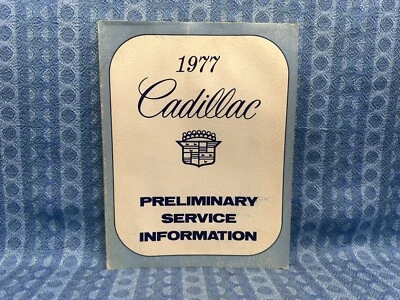 1977
Cadillac
PRELIMINARY
SERVICE
INFORMATION